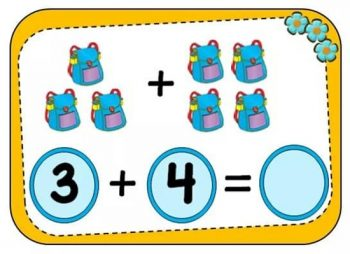 +
3 + 4 =